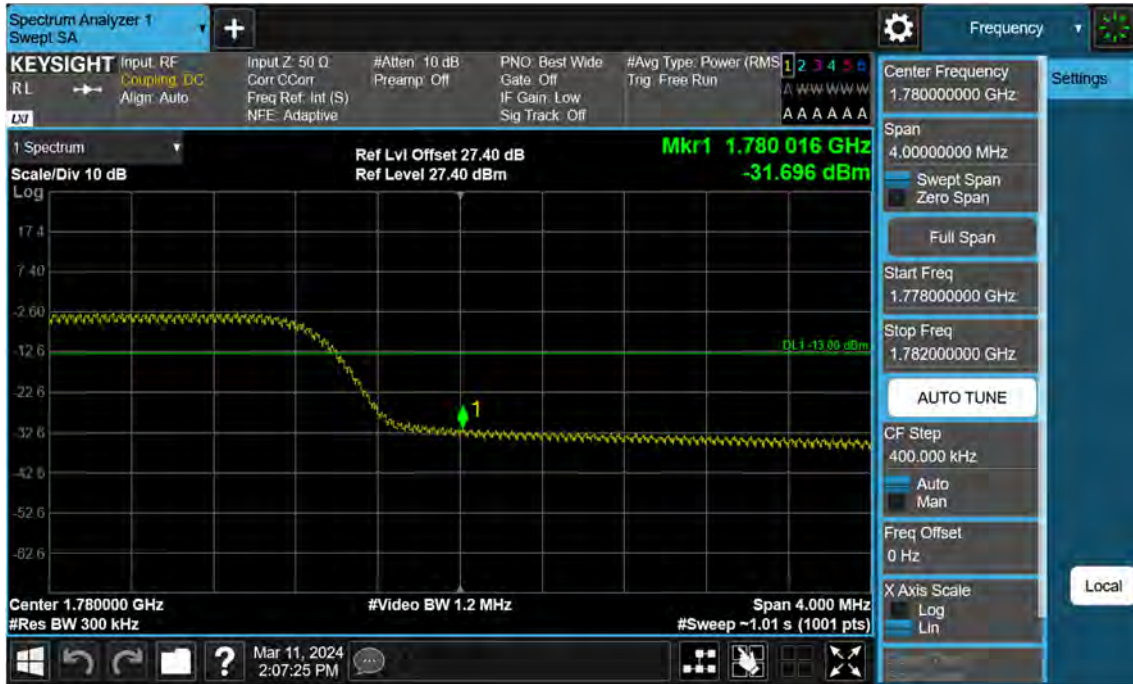 Spectrum Analyzer 1
Swept SA
Frequency
KEYSIGHT
RL
LXI
Input: RF
Coupling: DC
Align: Auto
Input Z: 50 Ω
Corr CCorr
Freq Ref: Int (S)
NFE: Adaptive
#Atten: 10 dB
Preamp: Off
PNO: Best Wide
Gate: Off
IF Gain: Low
Sig Track: Off
#Avg Type: Power (RMS
Trig: Free Run
1 2 3 4 5 6
A W W W W W
A A A A A A
1 Spectrum
Scale/Div 10 dB
Ref Lvl Offset 27.40 dB
Ref Level 27.40 dBm
Mkr1 1.780 016 GHz
-31.696 dBm
Log
17.4
7.40
-2.60
-12.6
-22.6
-32.6
-42.6
-52.6
-62.6
DL1 -13.00 dBm
1
Center 1.780000 GHz
#Res BW 300 kHz
#Video BW 1.2 MHz
Span 4.000 MHz
#Sweep ~1.01 s (1001 pts)
Center Frequency
1.780000000 GHz
Span
4.00000000 MHz
Swept Span
Zero Span
Full Span
Start Freq
1.778000000 GHz
Stop Freq
1.782000000 GHz
AUTO TUNE
CF Step
400.000 kHz
Auto
Man
Freq Offset
0 Hz
X Axis Scale
Log
Lin
Settings
Local
?
Mar 11, 2024
2:07:25 PM